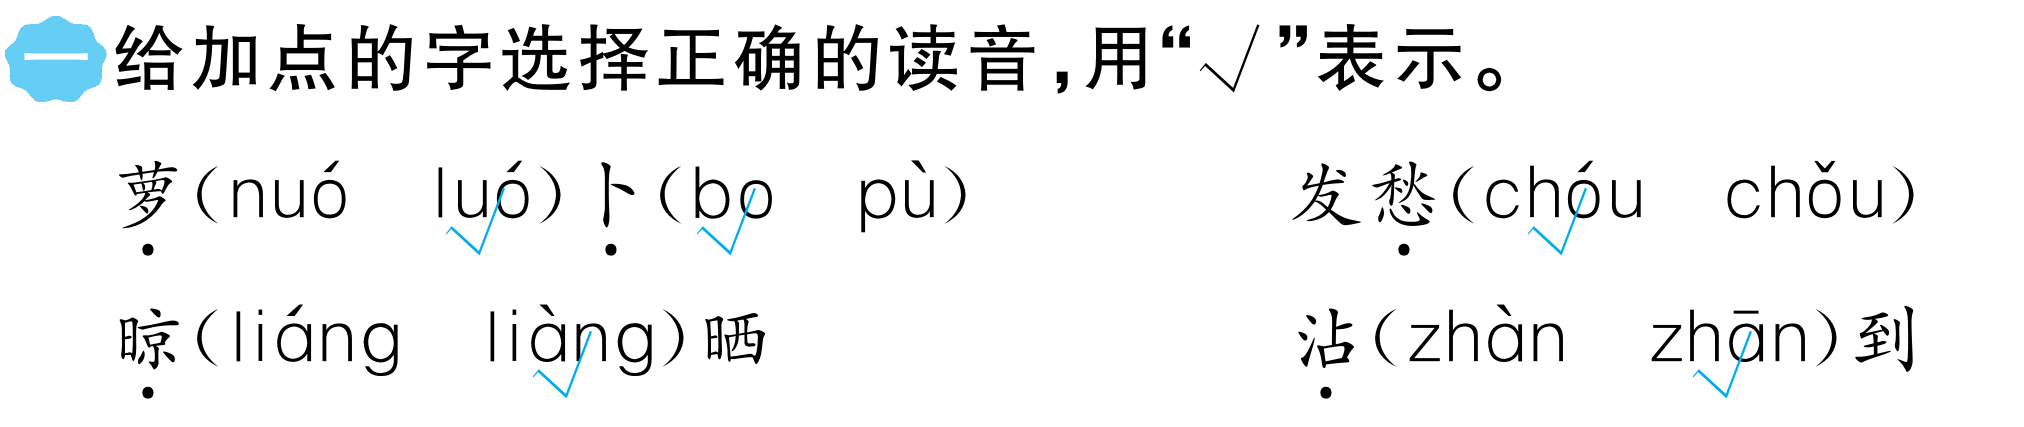 一 给加点的字选择正确的读音,用“√”表示。
萝(nuó luó√)卜(bo√ pù) 发愁(chóu√ chǒu)
晾(liáng liàng√)晒 沾(zhàn zhān√)到